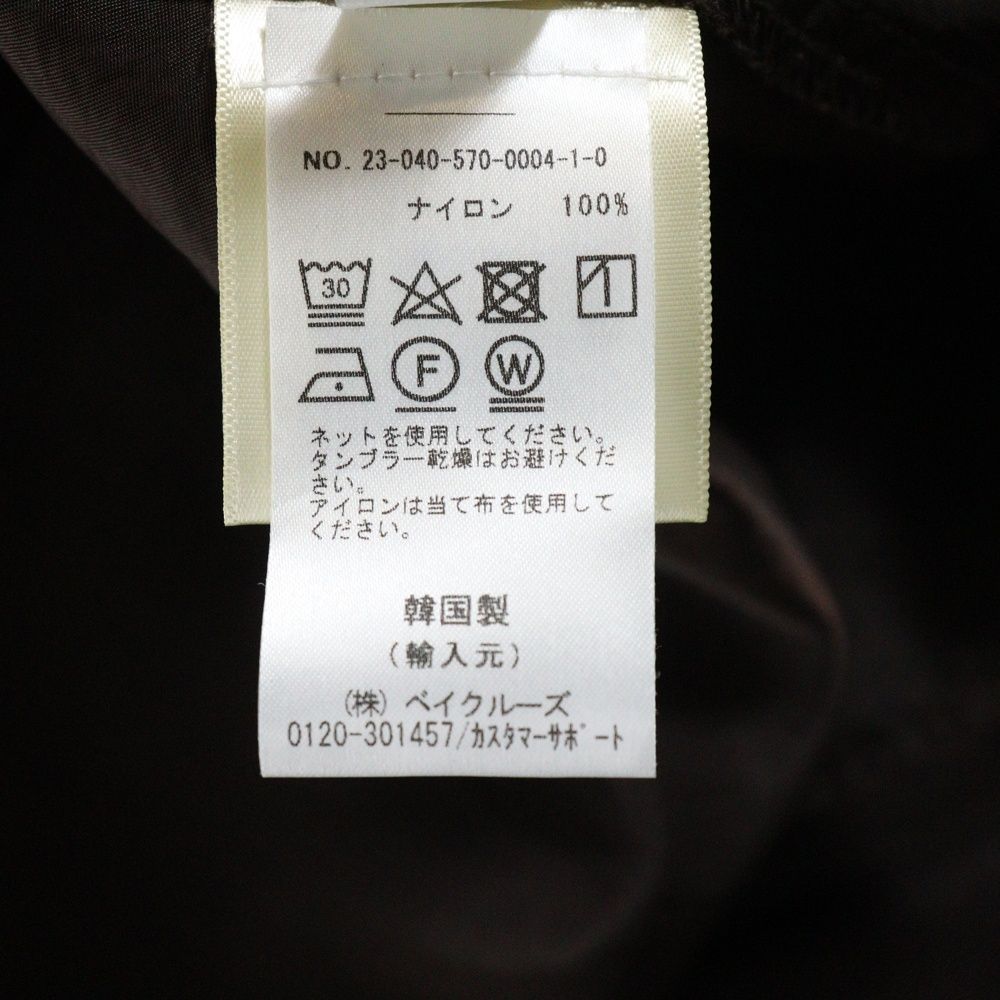 NO. 23-040-570-0004-1-0
ナイロン 100%
30
F W
ネットを使用してください。
タンブラー乾燥はお避けくだ
さい。
アイロンは当て布を使用して
ください。
韓国製
(輸入元)
(株) ベイクルーズ
0120-301457/カスタマーサポート